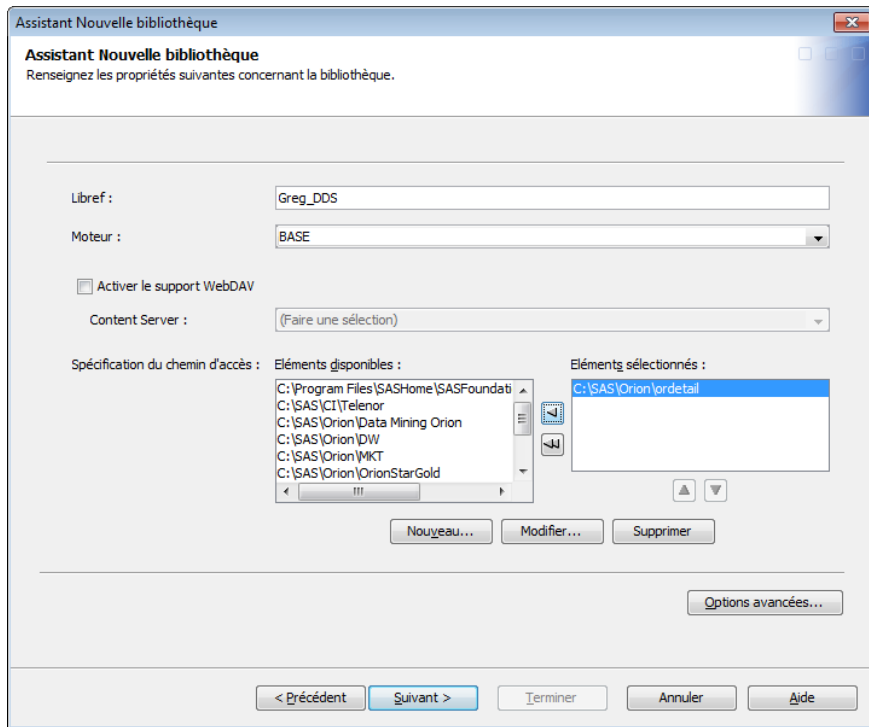 Assistant Nouvelle bibliothèque
Assistant Nouvelle bibliothèque
Renseignez les propriétés suivantes concernant la bibliothèque.
Libref : Greg_DDS
Moteur : BASE
Activer le support WebDAV
Content Server : (Faire une sélection)
Spécification du chemin d'accès : Eléments disponibles : Eléments sélectionnés :
C:\Program Files\SASHome\SASFoundati C:\SAS\Orion\ordetail
C:\SAS\CI\Telenor
C:\SAS\Orion\Data Mining Orion
C:\SAS\Orion\DW
C:\SAS\Orion\MKT
C:\SAS\Orion\OrionStarGold
Nouveau... Modifier... Supprimer
Options avancées...
< Précédent Suivant > Terminer Annuler Aide